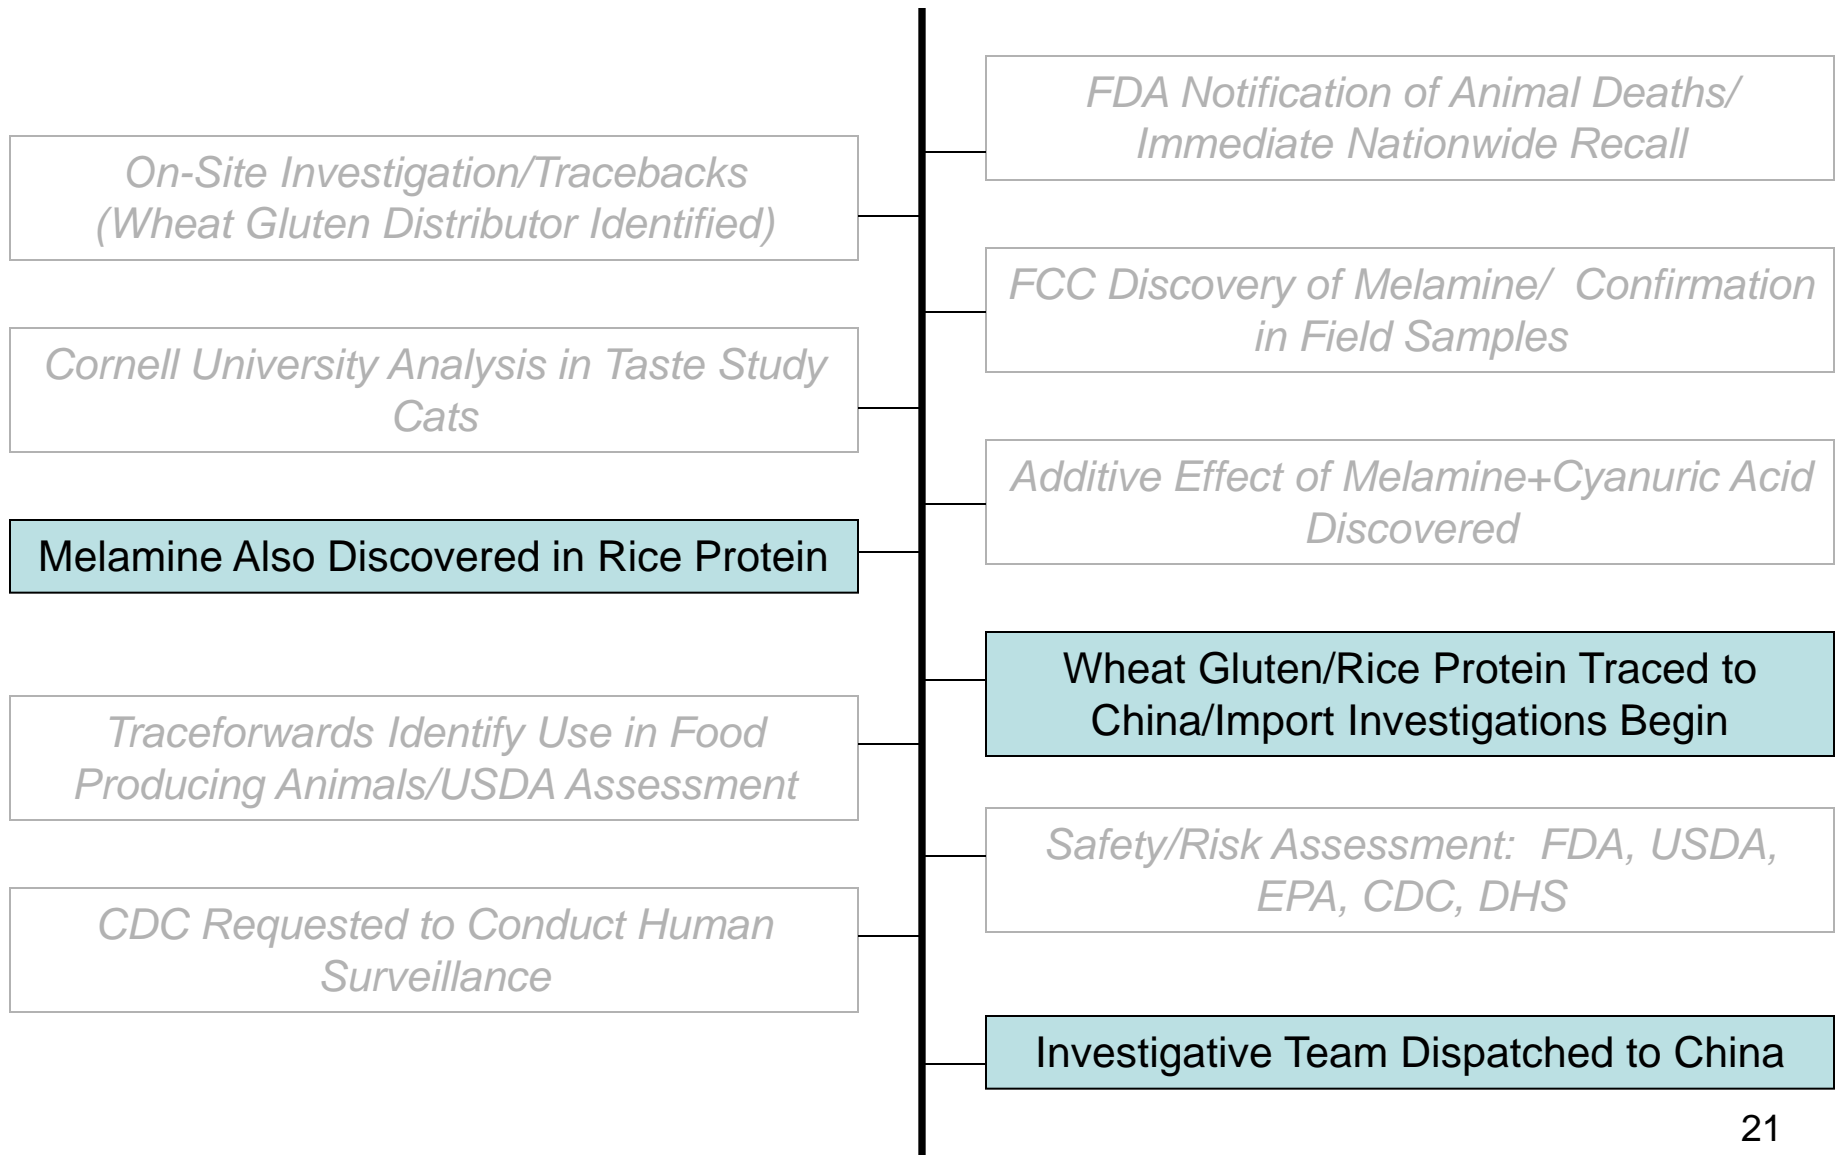 FDA Notification of Animal Deaths/
Immediate Nationwide Recall
On-Site Investigation/Tracebacks
(Wheat Gluten Distributor Identified)
FCC Discovery of Melamine/  Confirmation
in Field Samples
Cornell University Analysis in Taste Study
Cats
Additive Effect of Melamine+Cyanuric Acid
Discovered
Melamine Also Discovered in Rice Protein
Wheat Gluten/Rice Protein Traced to
China/Import Investigations Begin
Traceforwards Identify Use in Food
Producing Animals/USDA Assessment
Safety/Risk Assessment:  FDA, USDA,
EPA, CDC, DHS
CDC Requested to Conduct Human
Surveillance
Investigative Team Dispatched to China
21